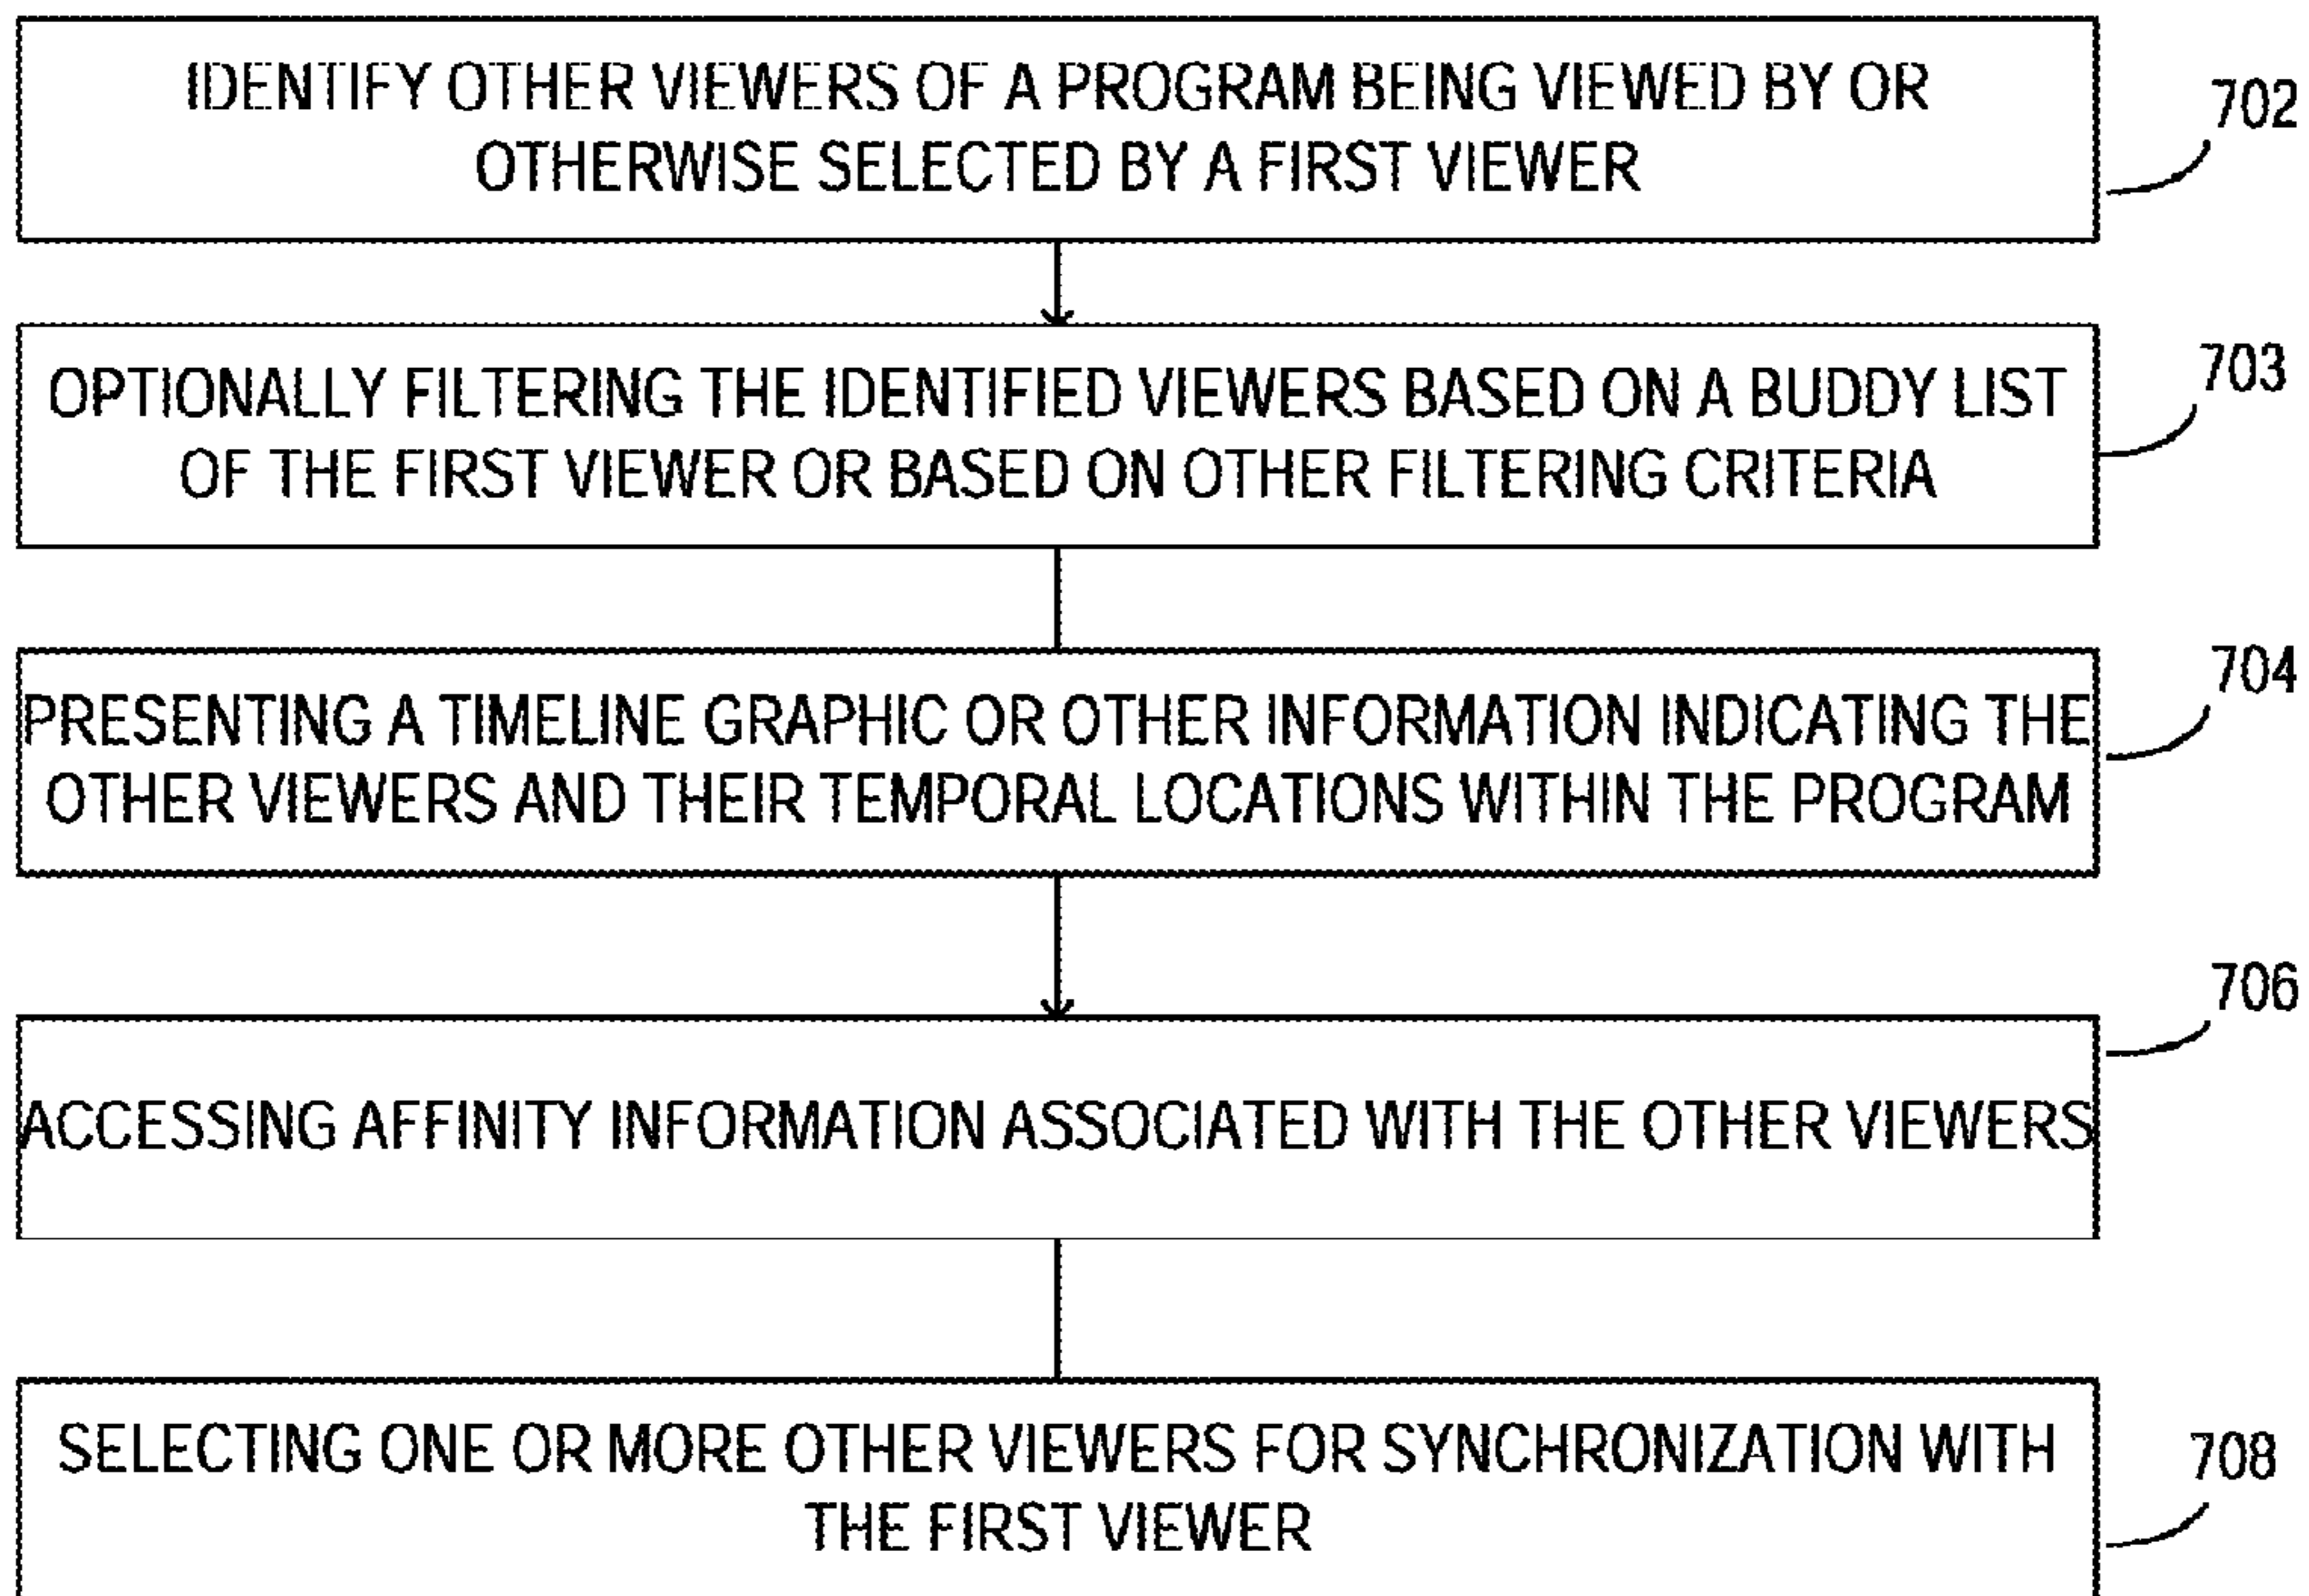 IDENTIFY OTHER VIEWERS OF A PROGRAM BEING VIEWED BY OR
OTHERWISE SELECTED BY A FIRST VIEWER
702
OPTIONALLY FILTERING THE IDENTIFIED VIEWERS BASED ON A BUDDY LIST
OF THE FIRST VIEWER OR BASED ON OTHER FILTERING CRITERIA
703
PRESENTING A TIMELINE GRAPHIC OR OTHER INFORMATION INDICATING THE
OTHER VIEWERS AND THEIR TEMPORAL LOCATIONS WITHIN THE PROGRAM
704
ACCESSING AFFINITY INFORMATION ASSOCIATED WITH THE OTHER VIEWERS
706
SELECTING ONE OR MORE OTHER VIEWERS FOR SYNCHRONIZATION WITH
THE FIRST VIEWER
708